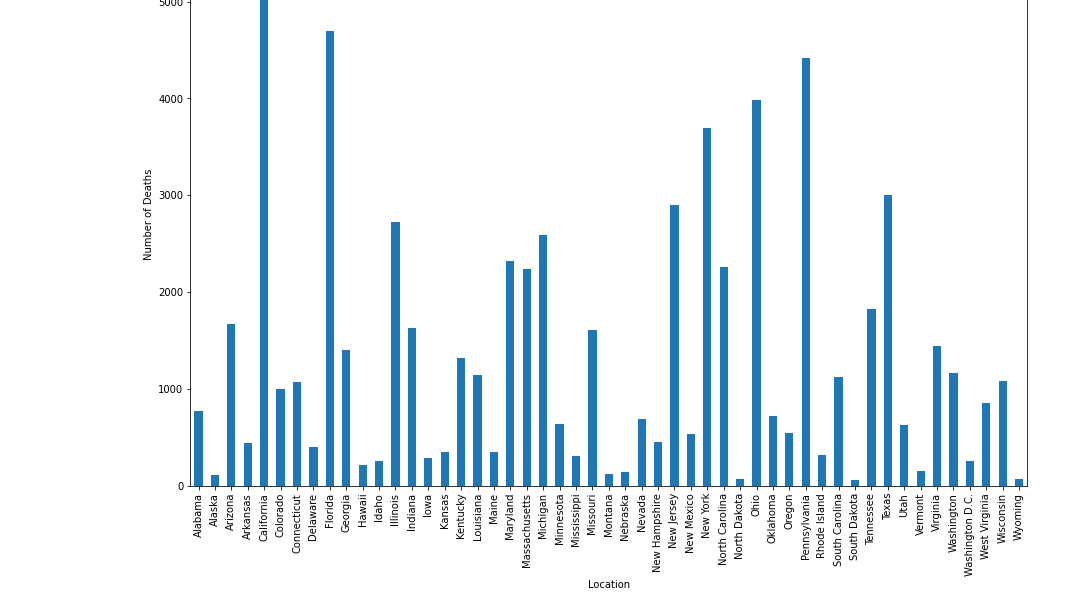 5000
4000
3000
2000
1000
0
Number of Deaths
Alabama
Alaska
Arizona
Arkansas
California
Colorado
Connecticut
Delaware
Florida
Georgia
Hawaii
Idaho
Illinois
Indiana
Iowa
Kansas
Kentucky
Louisiana
Maine
Maryland
Massachusetts
Michigan
Minnesota
Mississippi
Missouri
Montana
Nebraska
Nevada
New Hampshire
New Jersey
New Mexico
New York
North Carolina
North Dakota
Ohio
Oklahoma
Oregon
Pennsylvania
Rhode Island
South Carolina
South Dakota
Tennessee
Texas
Utah
Vermont
Virginia
Washington
Washington D.C.
West Virginia
Wisconsin
Wyoming
Location